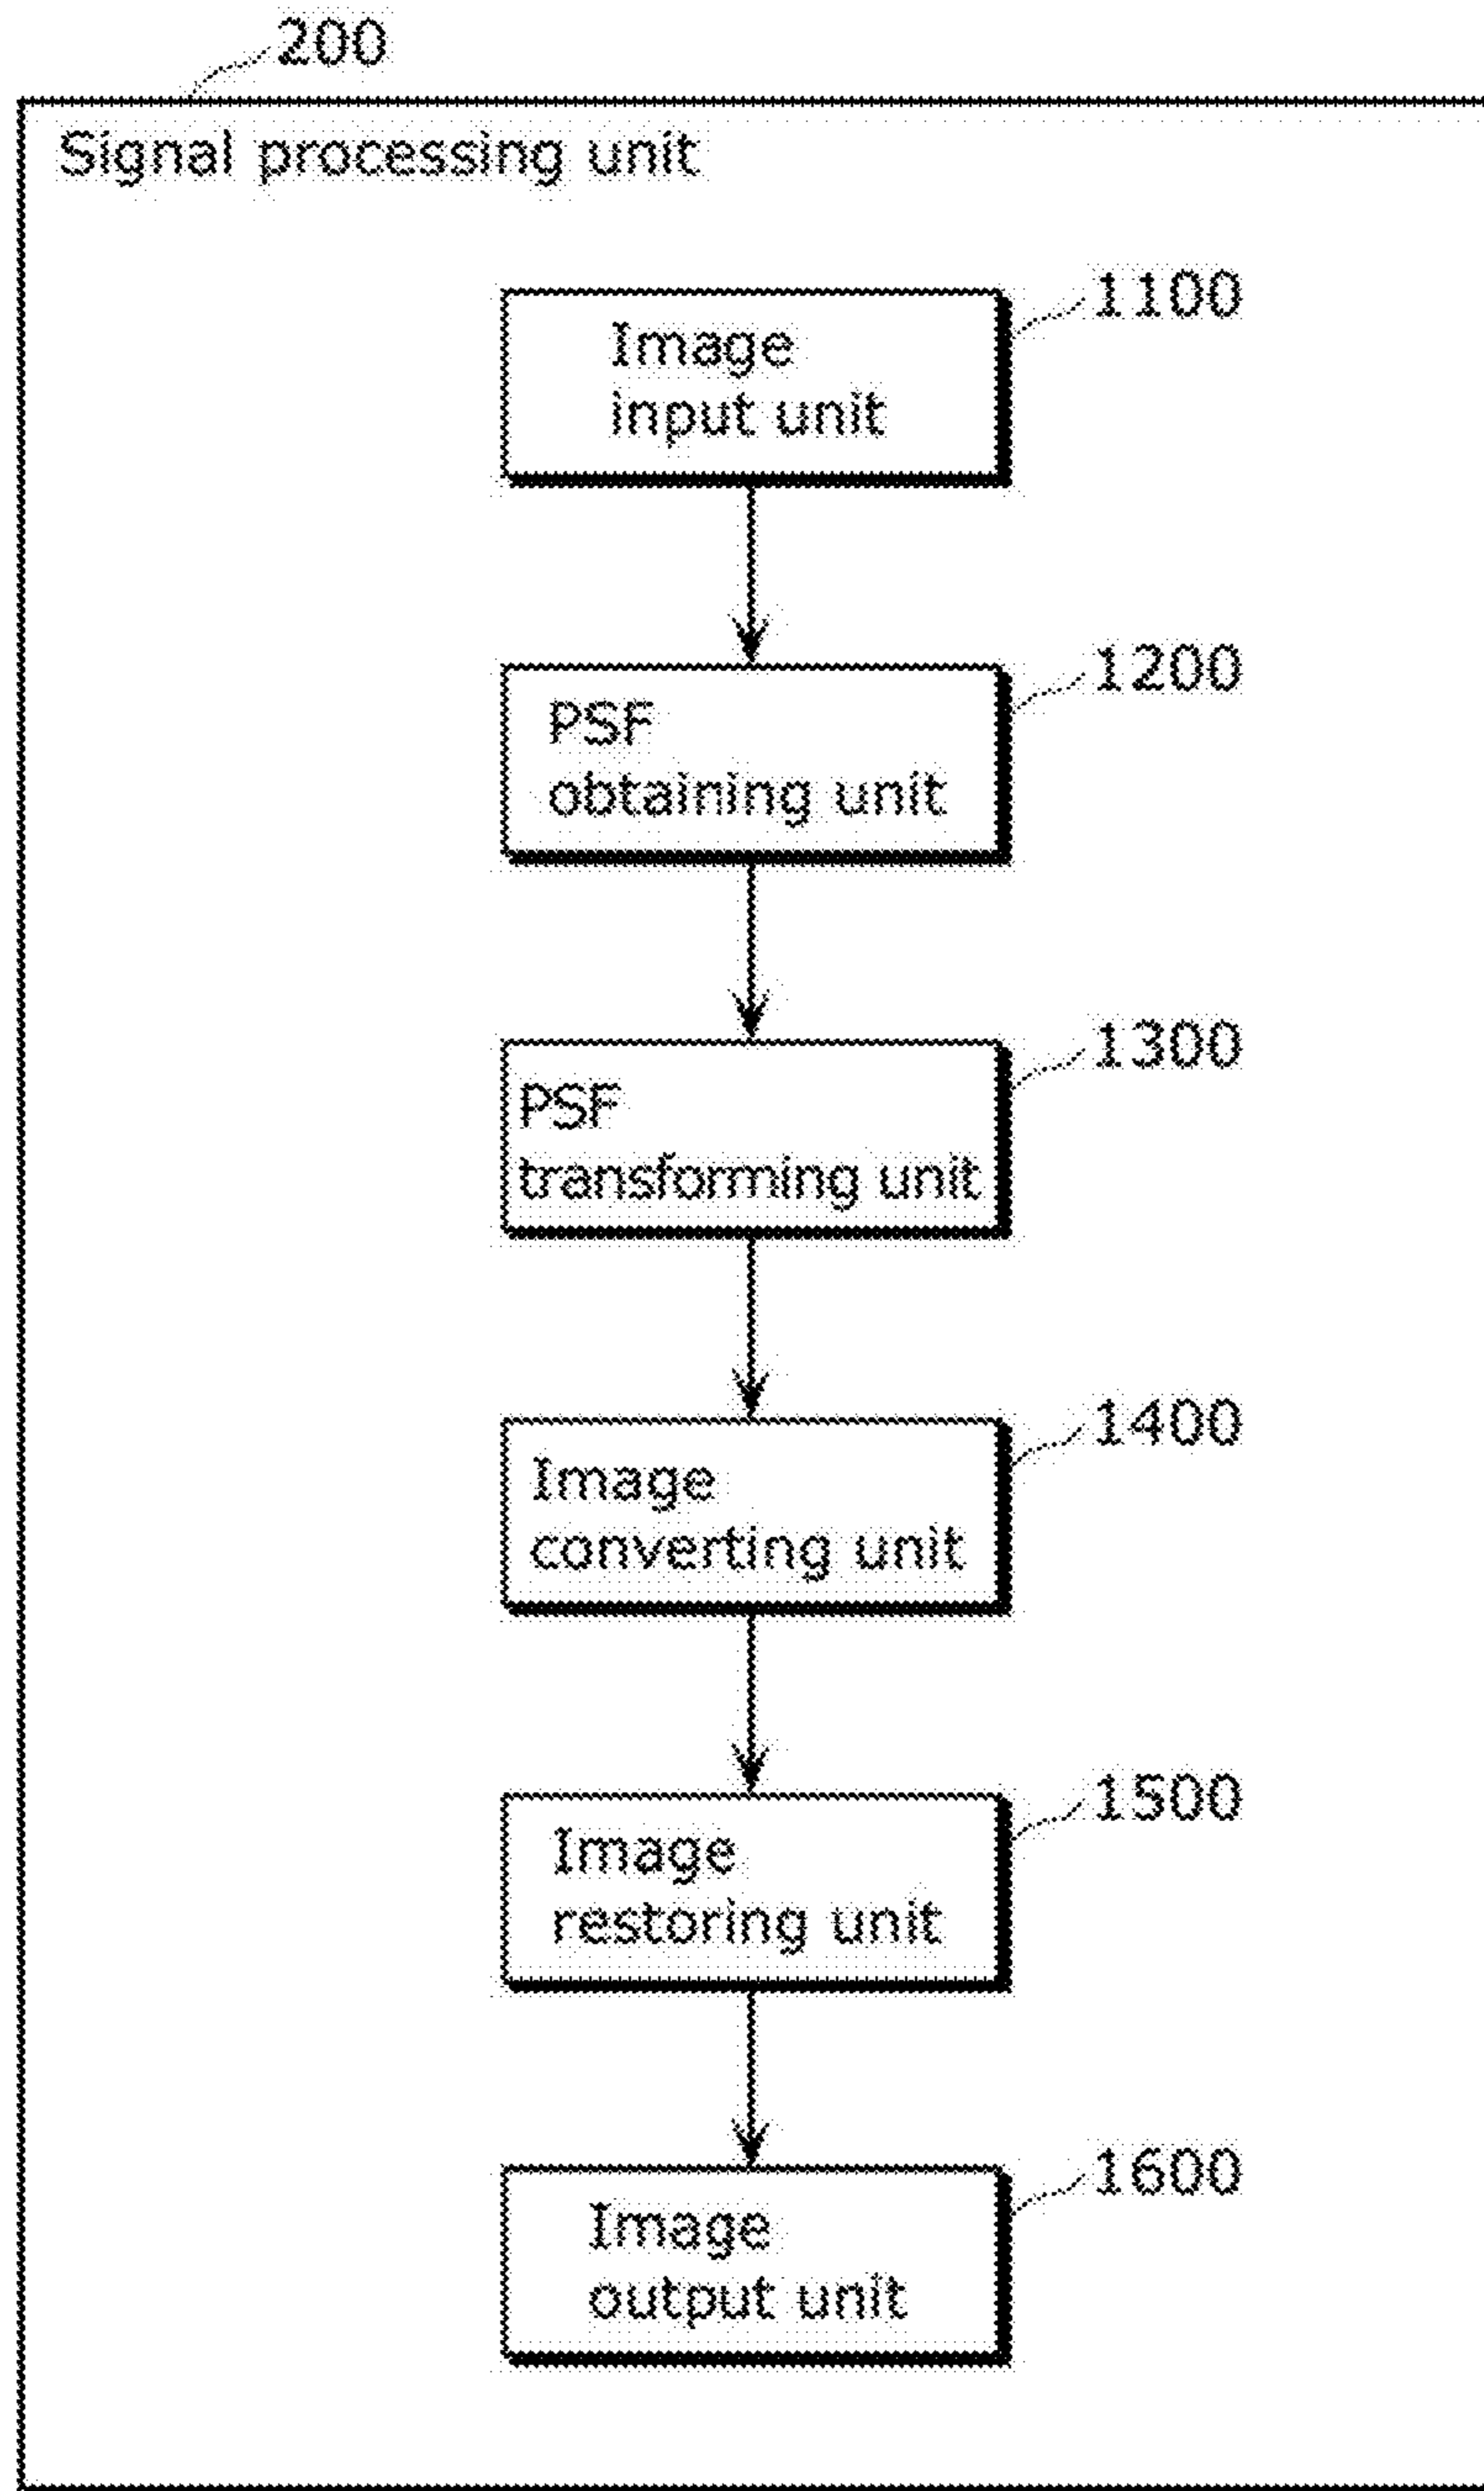 200
Signal processing unit
1100
Image
input unit
1200
PSF
obtaining unit
1300
PSF
transforming unit
1400
Image
converting unit
1500
Image
restoring unit
1600
Image
output unit